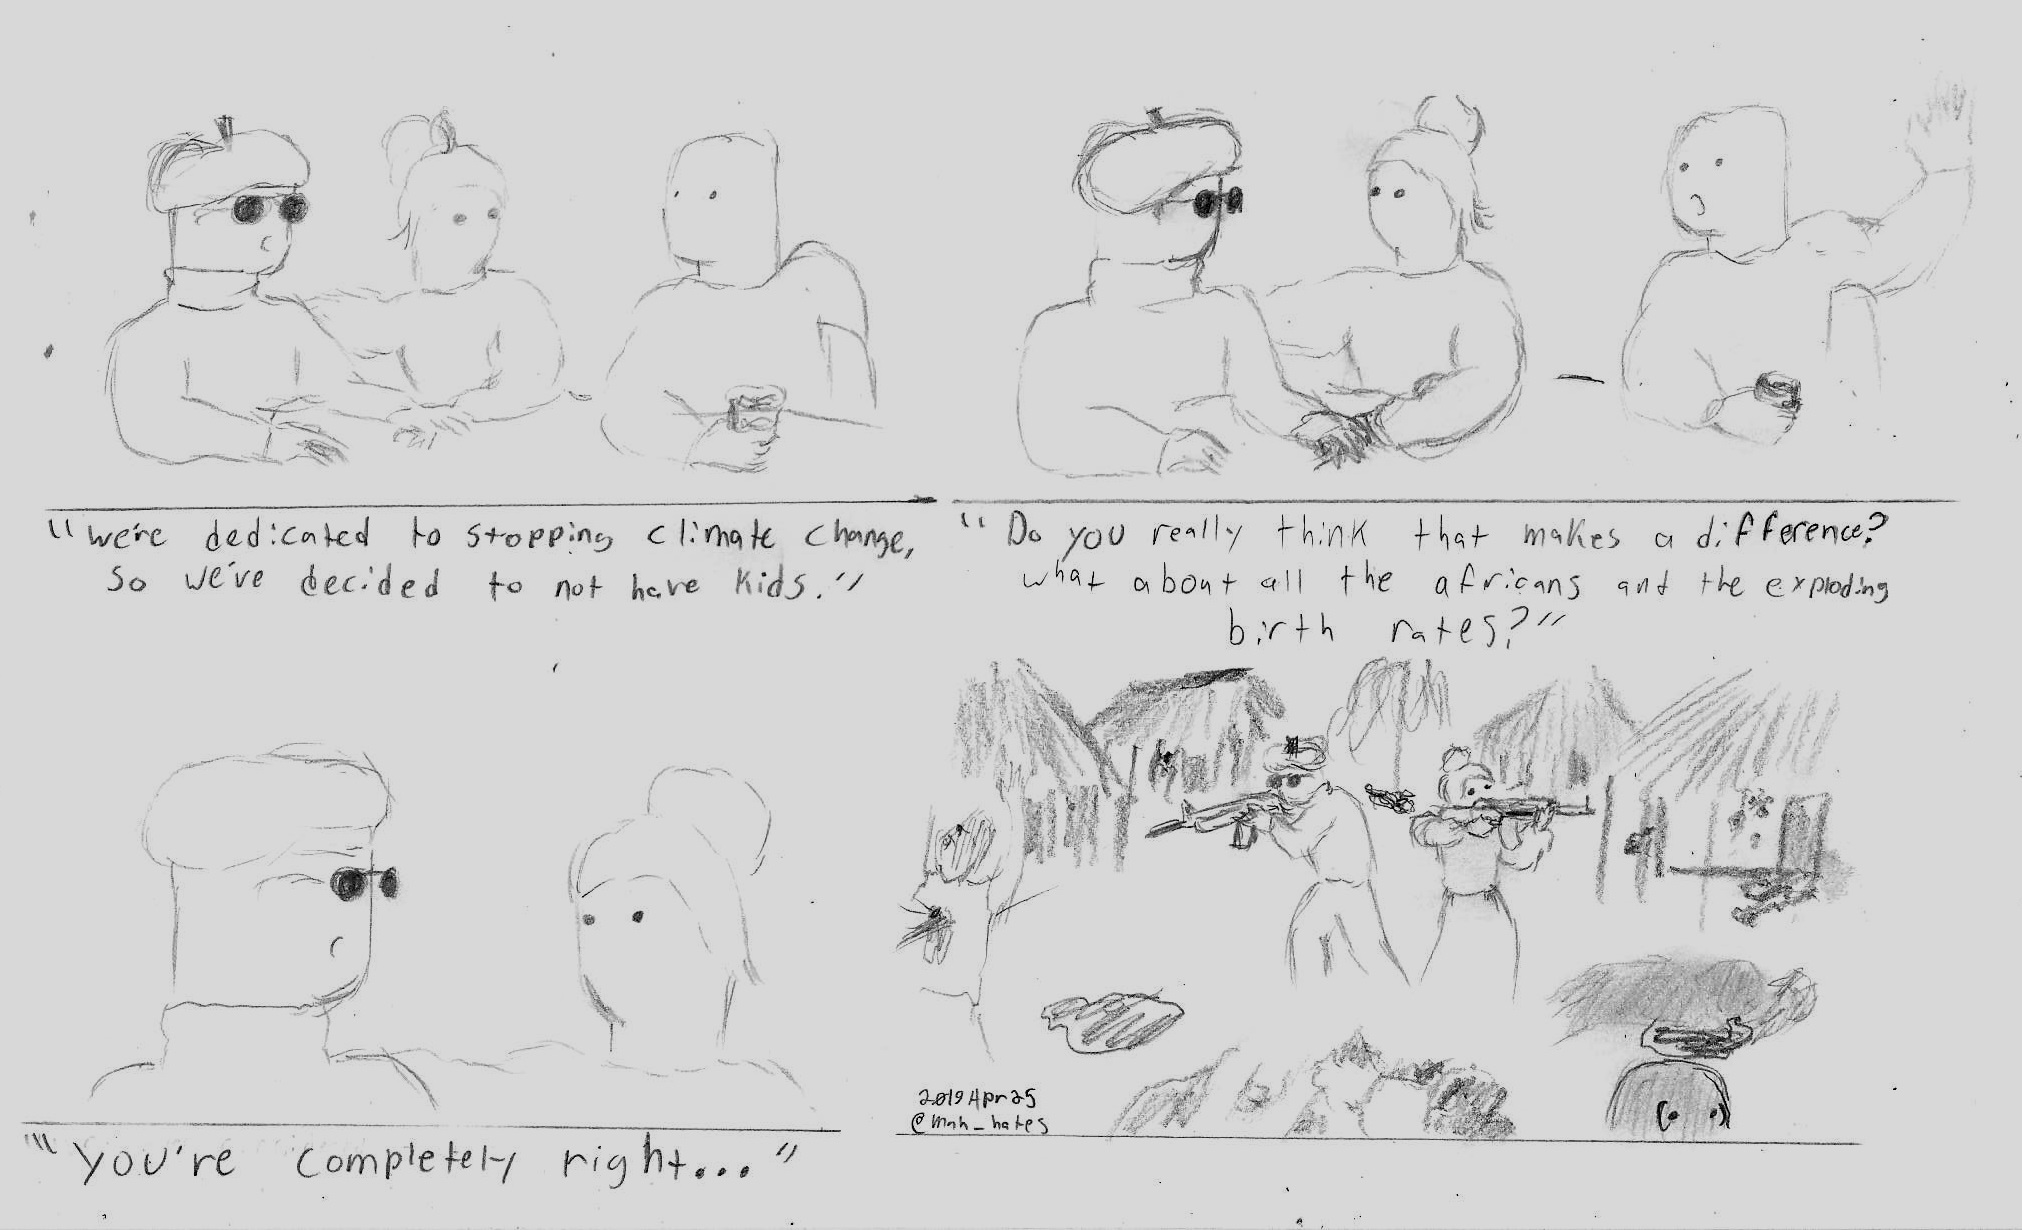 "We're dedicated to stopping climate change,
so we've decided to not have kids."
"Do you really think that makes a difference?
what about all the africans and the exploding
birth rates?"
"You're completely right..."
2019 Apr 25